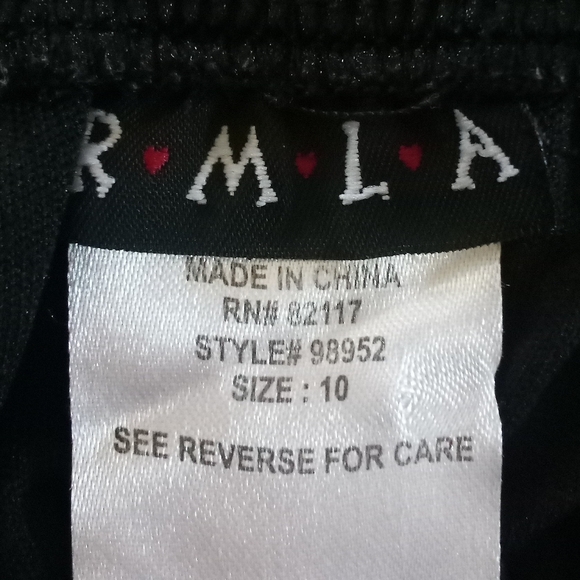 R♥M♥L♥A
MADE IN CHINA
RN# 82117
STYLE# 98952
SIZE : 10
SEE REVERSE FOR CARE